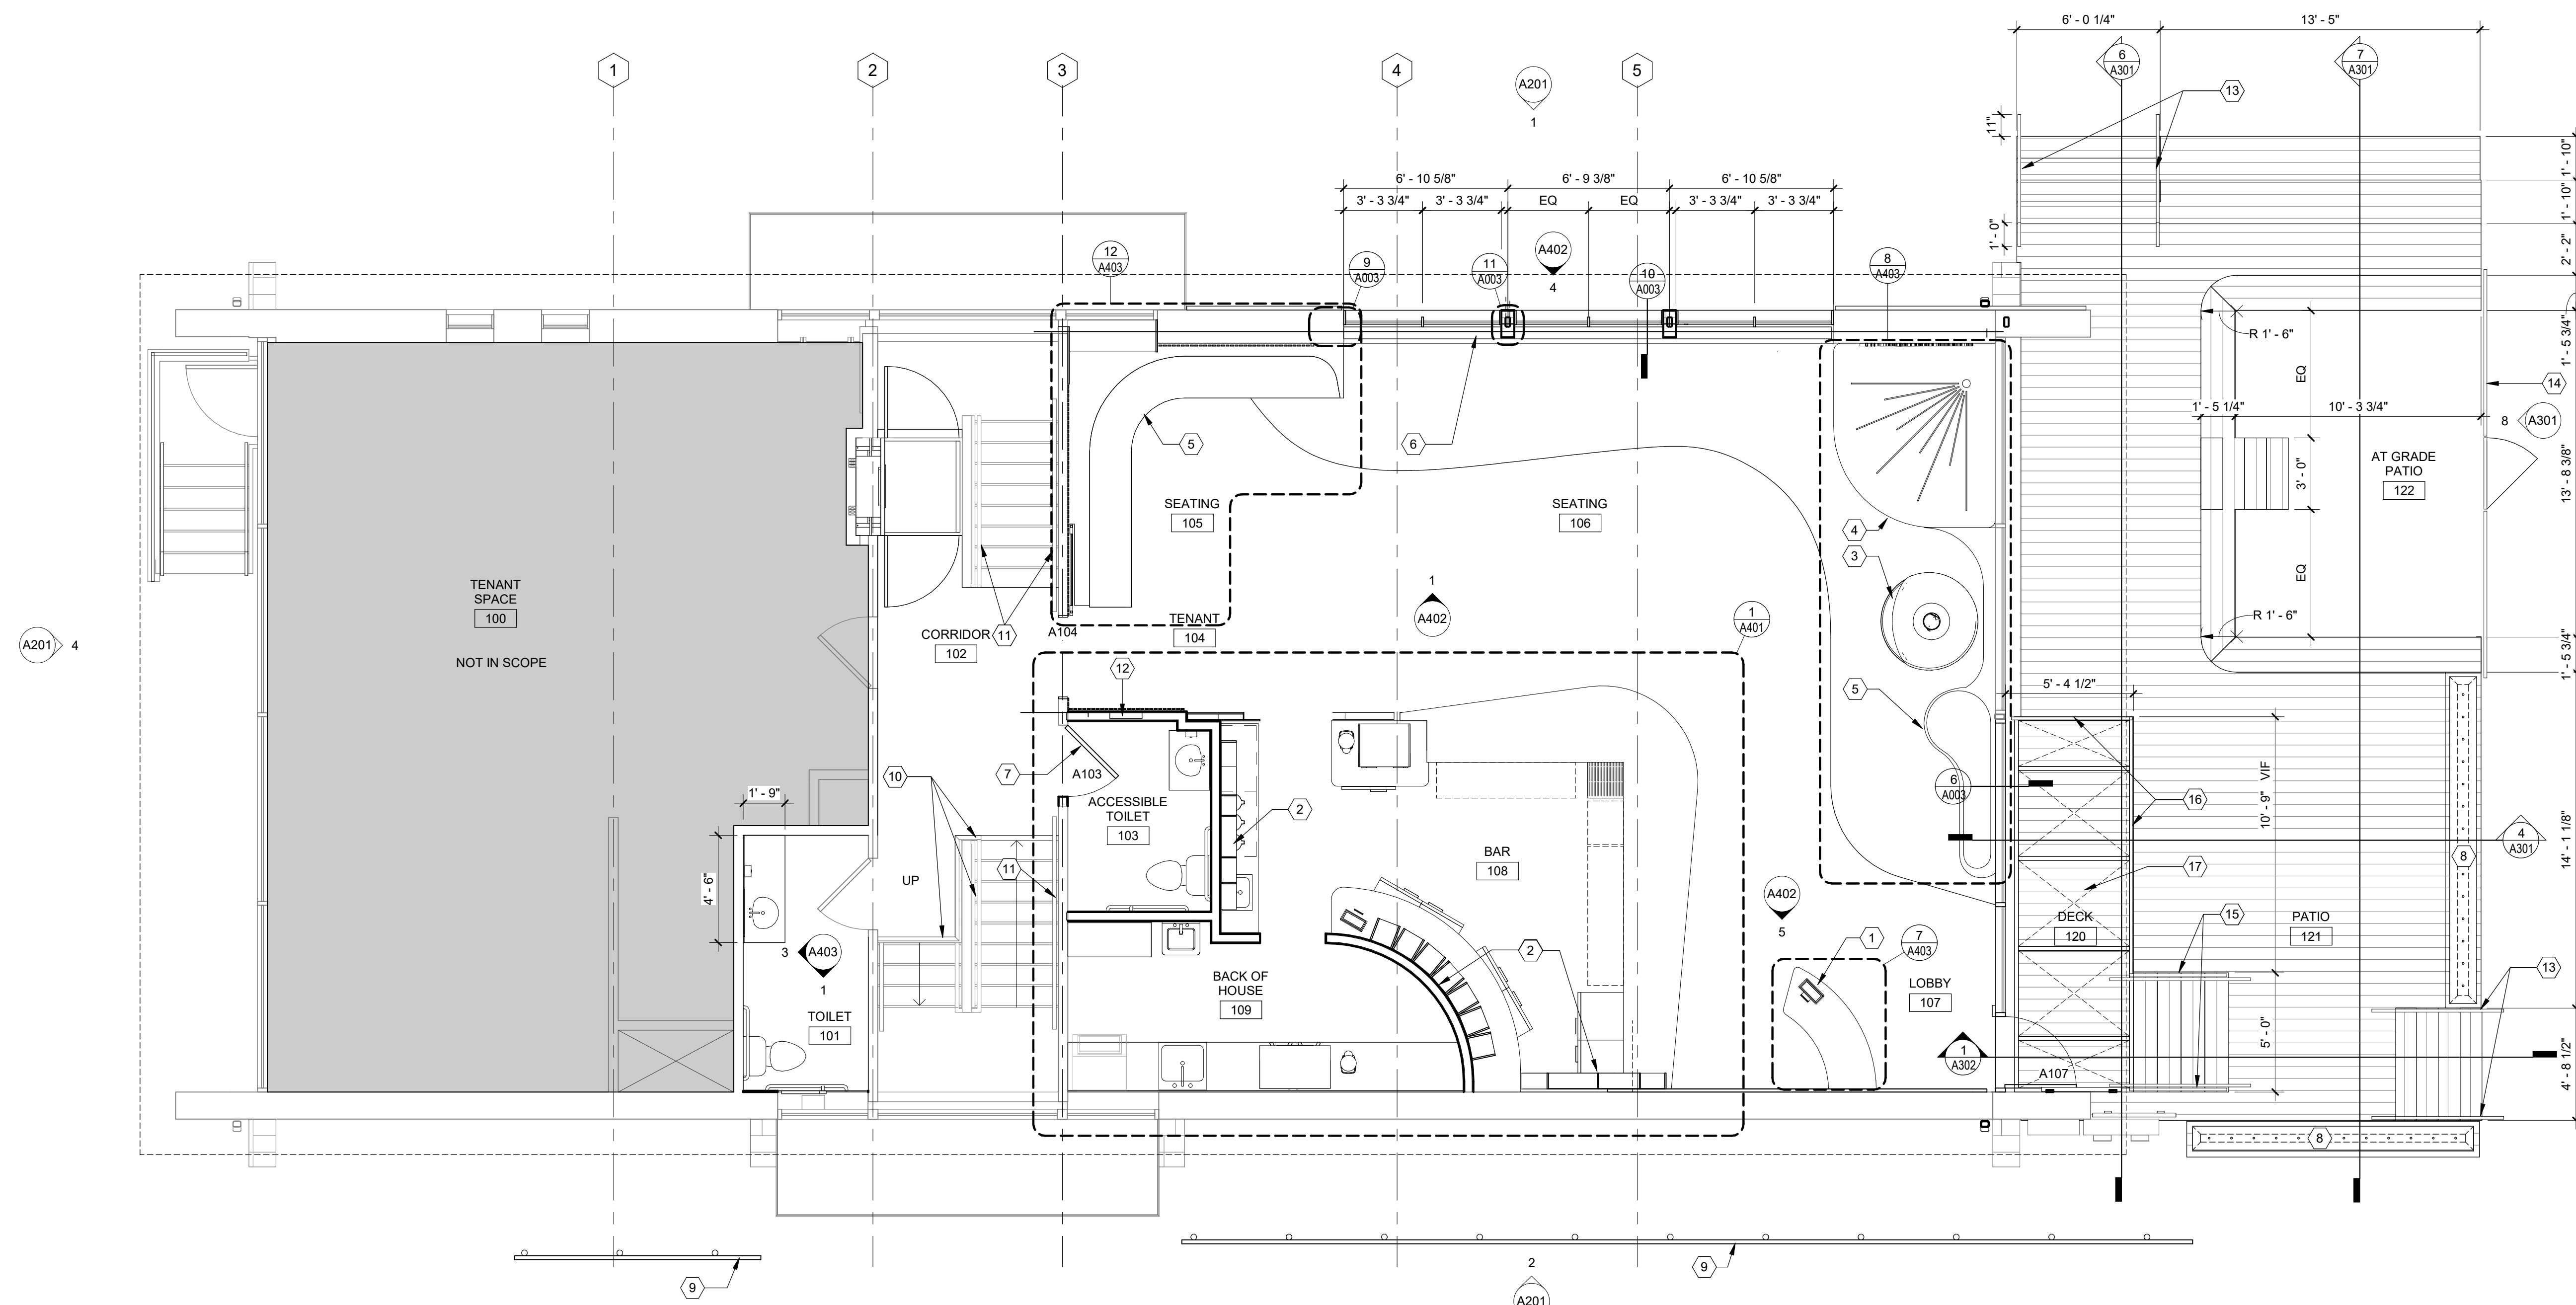 6' - 0 1/4"
13' - 5"
1
2
3
4
5
A201
1
6
A301
7
A301
13
11"
1' - 10"
1' - 10"
2' - 2"
1' - 0"
6' - 10 5/8"
6' - 9 3/8"
6' - 10 5/8"
3' - 3 3/4"
3' - 3 3/4"
EQ
EQ
3' - 3 3/4"
3' - 3 3/4"
12
A403
9
A003
11
A003
A402
4
10
A003
8
A403
R 1' - 6"
1' - 5 3/4"
EQ
14
1' - 5 1/4"
10' - 3 3/4"
8
A301
5
6
AT GRADE
PATIO
122
3' - 0"
13' - 8 3/8"
SEATING
105
SEATING
106
4
3
TENANT
SPACE
100
NOT IN SCOPE
EQ
1
A402
R 1' - 6"
1
A401
A201
4
CORRIDOR
102
11
A104
TENANT
104
1' - 5 3/4"
12
5
5' - 4 1/2"
10
7
A103
10' - 9" VIF
1' - 9"
ACCESSIBLE
TOILET
103
2
6
A003
16
4
A301
4' - 6"
UP
11
BAR
108
17
8
14' - 1 1/8"
A402
5
DECK
120
15
PATIO
121
3
A403
1
2
1
7
A403
BACK OF
HOUSE
109
LOBBY
107
13
TOILET
101
5' - 0"
1
A302
A107
4' - 8 1/2"
8
9
9
2
A201